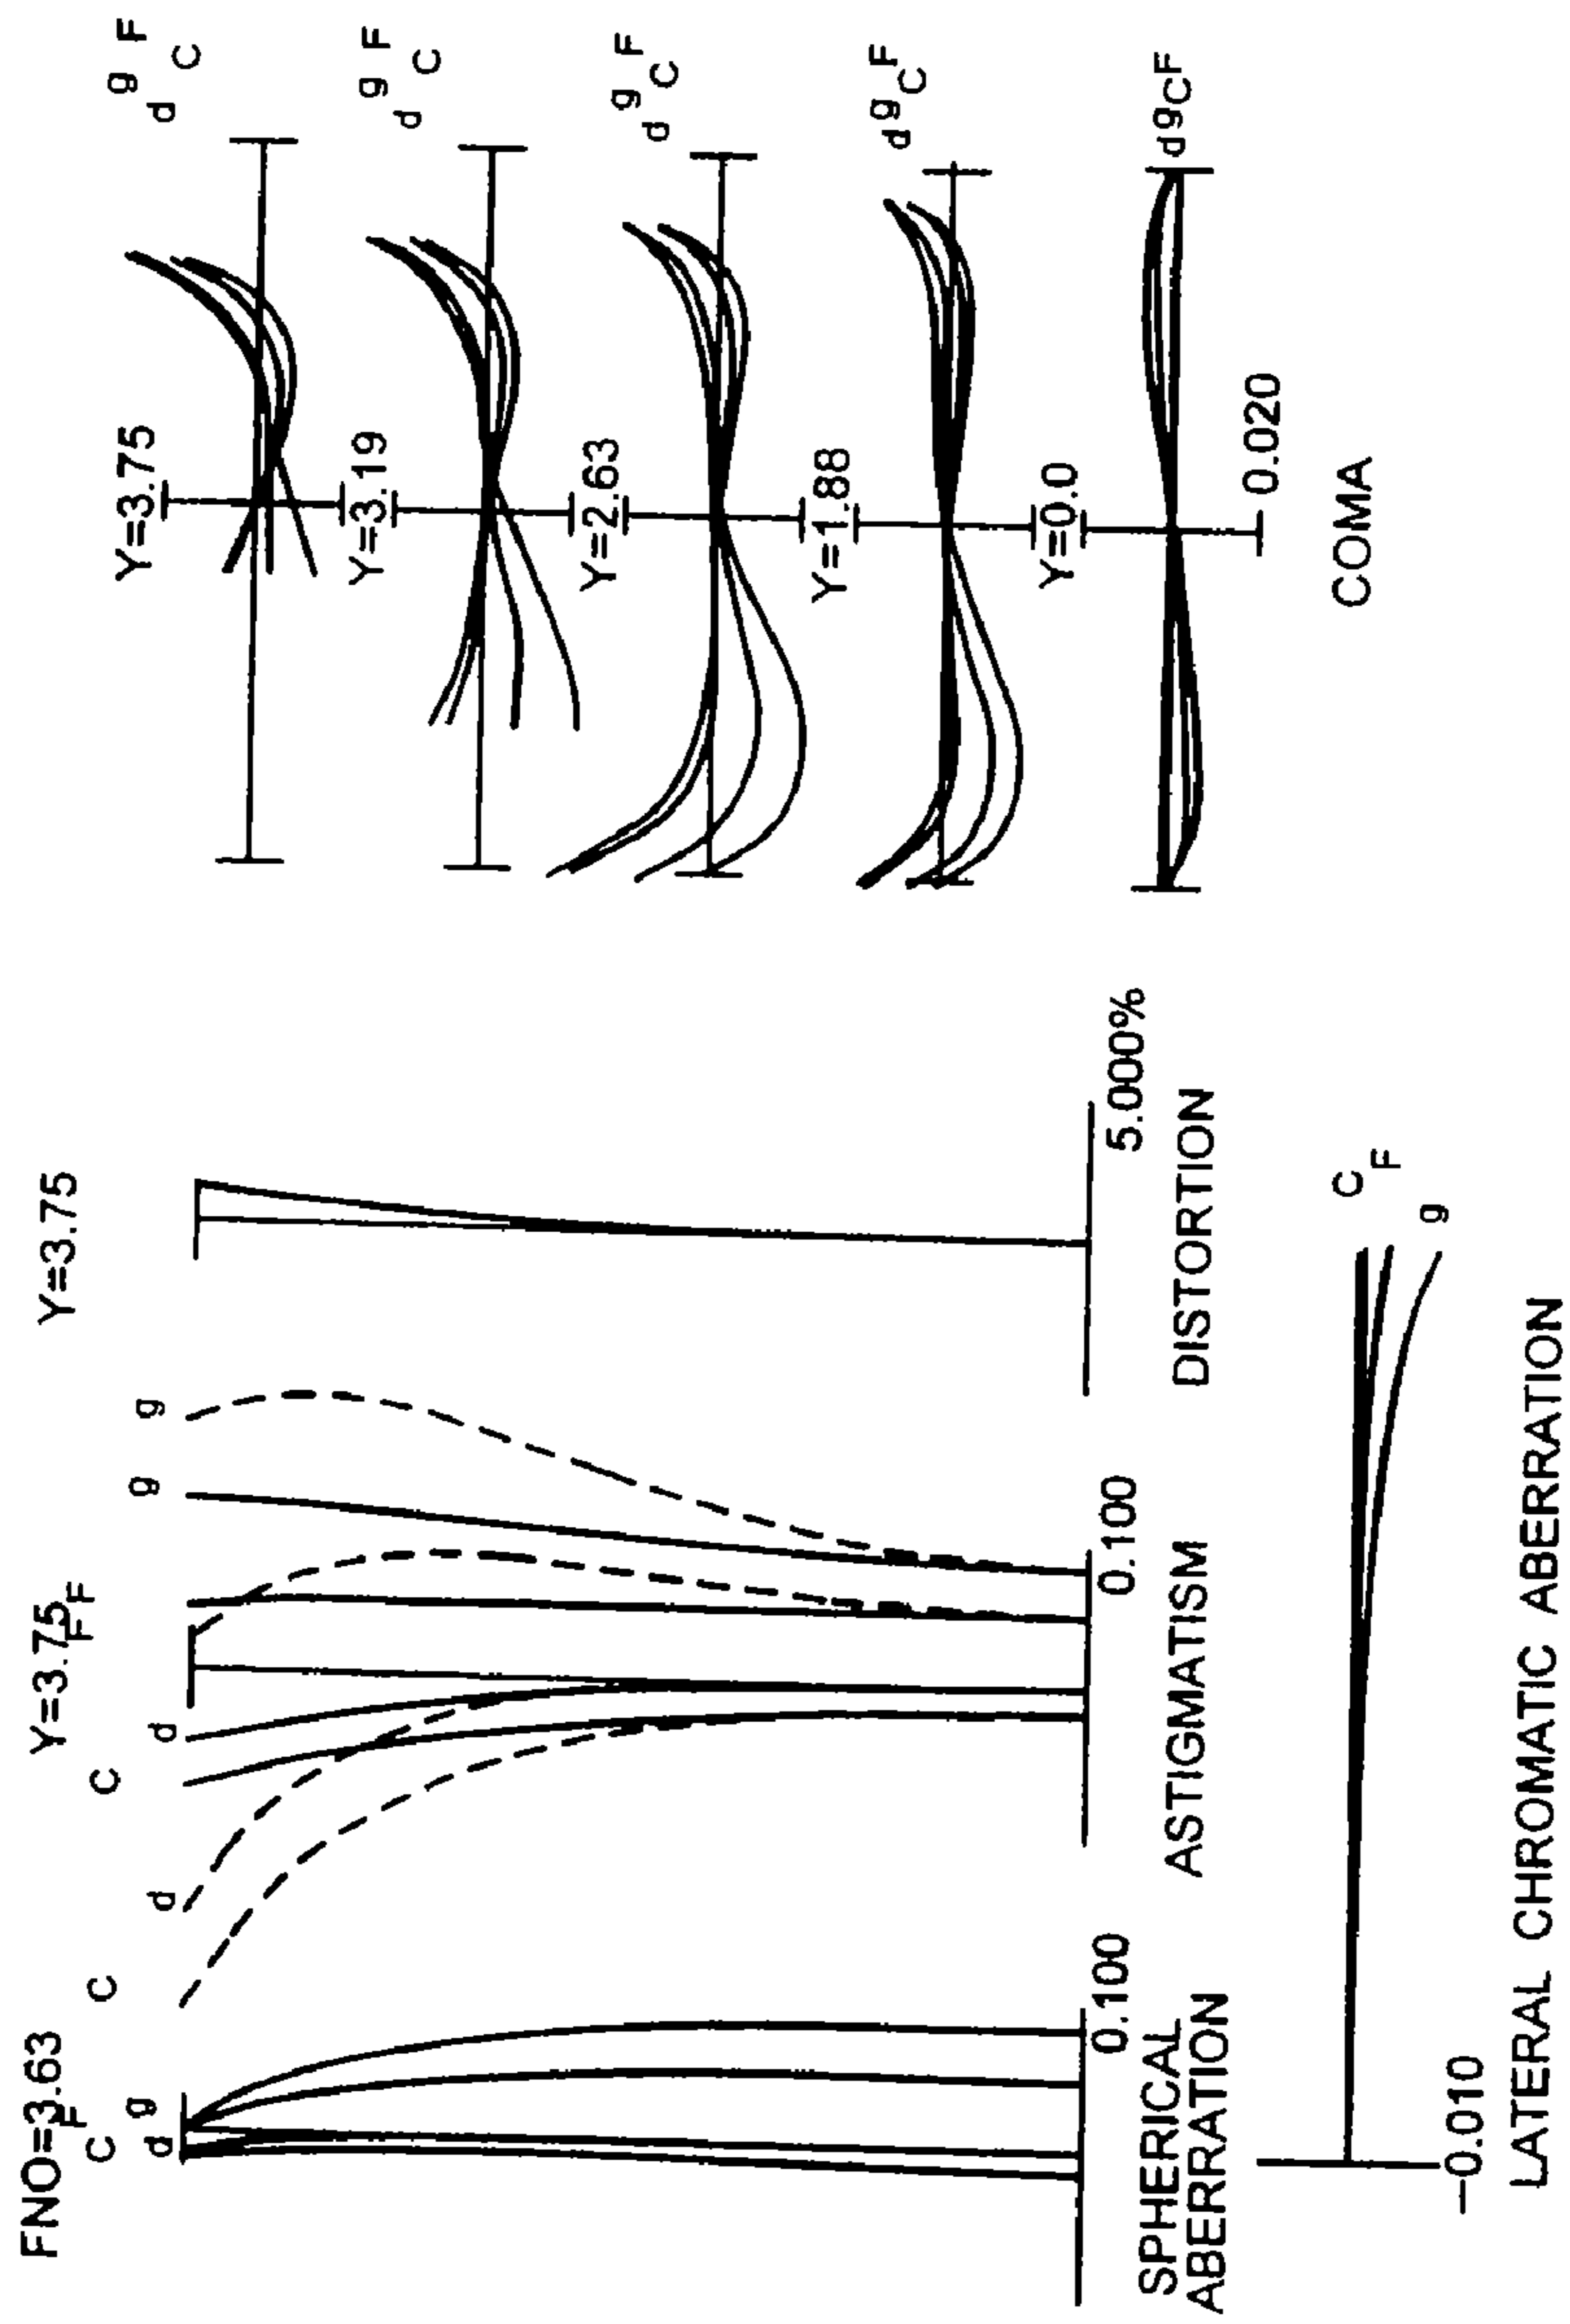 FNO=3.63
F
C
d g
SPHERICAL
ABERRATION
0.100
Y=3.75
F F
C
C
d
d
g
g
ASTIGMATISM
0.100
Y=3.75
DISTORTION
5.000%
Y=3.75
d g C F
Y=3.19
d g C F
Y=2.63
d g C F
Y=1.88
d g C F
Y=0.0
d g C F
0.020
COMA
C
F
g
−0.010
LATERAL CHROMATIC ABERRATION